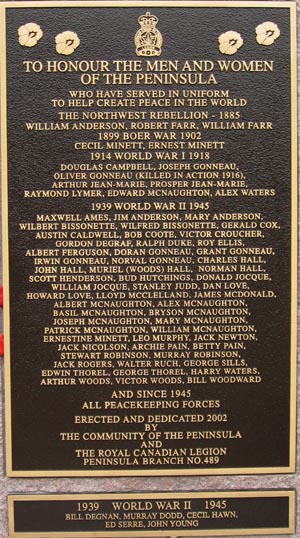 TO HONOUR THE MEN AND WOMEN
OF THE PENINSULA
WHO HAVE SERVED IN UNIFORM
TO HELP CREATE PEACE IN THE WORLD
THE NORTHWEST REBELLION - 1885
WILLIAM ANDERSON, ROBERT FARR, WILLIAM FARR
1899 BOER WAR 1902
CECIL MINETT, ERNEST MINETT
1914 WORLD WAR I 1918
DOUGLAS CAMPBELL, JOSEPH GONNEAU,
OLIVER GONNEAU (KILLED IN ACTION 1916),
ARTHUR JEAN-MARIE, PROSPER JEAN-MARIE,
RAYMOND LYMER, EDWARD MCNAUGHTON, ALEX WATERS
1939 WORLD WAR II 1945
MAXWELL AMES, JIM ANDERSON, MARY ANDERSON,
WILBERT BISSONETTE, WILFRED BISSONETTE, GERALD COX,
AUSTIN CALDWELL, BOB COOTE, VICTOR CROUCHER,
GORDON DEGRAF, RALPH DUKE, ROY ELLIS,
ALBERT FERGUSON, DORAN GONNEAU, GRANT GONNEAU,
IRWIN GONNEAU, NORVAL GONNEAU, CHARLES HALL,
JOHN HALL, MURIEL (WOODS) HALL, NORMAN HALL,
SCOTT HENDERSON, BUD HUTCHINGS, DONALD JOCQUE,
WILLIAM JOCQUE, STANLEY JUDD, DAN LOVE,
HOWARD LOVE, LLOYD MCCLELLAND, JAMES MCDONALD,
ALBERT MCNAUGHTON, ALEX MCNAUGHTON,
BASIL MCNAUGHTON, BRYSON MCNAUGHTON,
JOSEPH MCNAUGHTON, MARY MCNAUGHTON,
PATRICK MCNAUGHTON, WILLIAM MCNAUGHTON,
ERNESTINE MINETT, LEO MURPHY, JACK NEWTON,
JACK NICOLSON, ARCHIE PAIN, BETTY PAIN,
STEWART ROBINSON, MURRAY ROBINSON,
JACK ROGERS, WALTER RUCH, GEORGE SILLS,
EDWIN THOREL, GEORGE THOREL, HARRY WATERS,
ARTHUR WOODS, VICTOR WOODS, BILL WOODWARD
AND SINCE 1945
ALL PEACEKEEPING FORCES
ERECTED AND DEDICATED 2002
BY
THE COMMUNITY OF THE PENINSULA
AND
THE ROYAL CANADIAN LEGION
PENINSULA BRANCH NO.489
1939 WORLD WAR II 1945
BILL DEGNAN, MURRAY DODD, CECIL HAWN,
ED SERRE, JOHN YOUNG